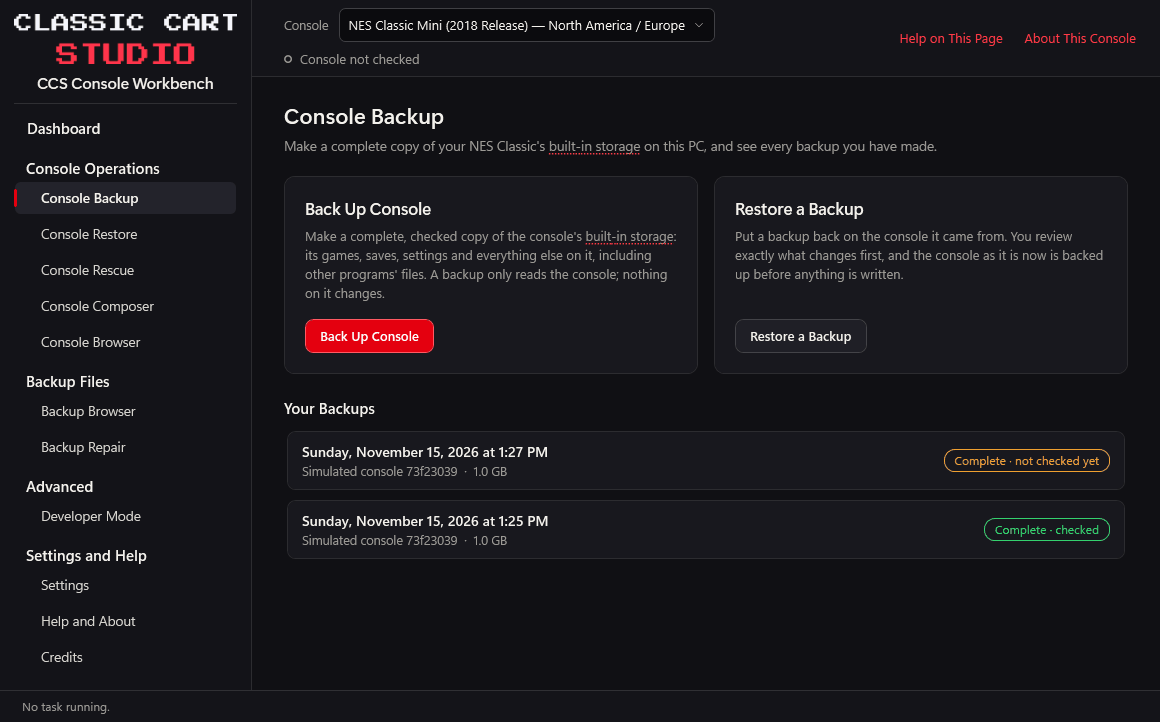 CLASSIC CART
STUDIO
CCS Console Workbench
Dashboard
Console Operations
Console Backup
Console Restore
Console Rescue
Console Composer
Console Browser
Backup Files
Backup Browser
Backup Repair
Advanced
Developer Mode
Settings and Help
Settings
Help and About
Credits
Console
NES Classic Mini (2018 Release) — North America / Europe
Console not checked
Help on This Page
About This Console
Console Backup
Make a complete copy of your NES Classic's built-in storage on this PC, and see every backup you have made.
Back Up Console
Make a complete, checked copy of the console's built-in storage:
its games, saves, settings and everything else on it, including
other programs' files. A backup only reads the console; nothing
on it changes.
Back Up Console
Restore a Backup
Put a backup back on the console it came from. You review
exactly what changes first, and the console as it is now is backed
up before anything is written.
Restore a Backup
Your Backups
Sunday, November 15, 2026 at 1:27 PM
Simulated console 73f23039 · 1.0 GB
Complete · not checked yet
Sunday, November 15, 2026 at 1:25 PM
Simulated console 73f23039 · 1.0 GB
Complete · checked
No task running.